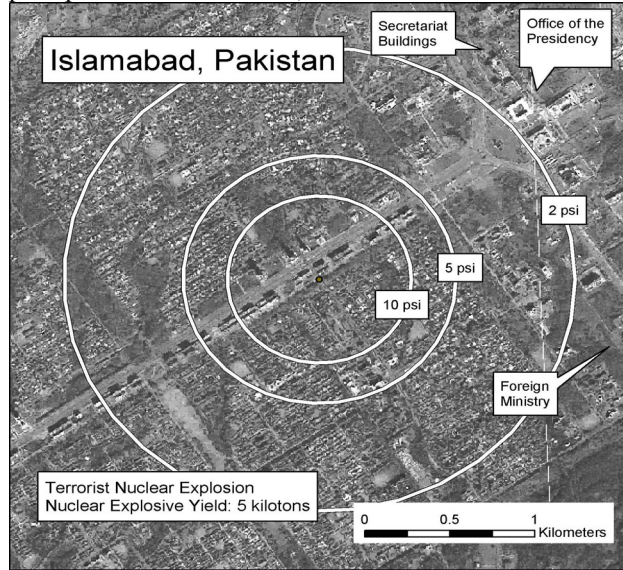 Secretariat
Buildings
Office of the
Presidency
Islamabad, Pakistan
2 psi
5 psi
10 psi
Foreign
Ministry
Terrorist Nuclear Explosion
Nuclear Explosive Yield: 5 kilotons
0 0.5 1
Kilometers